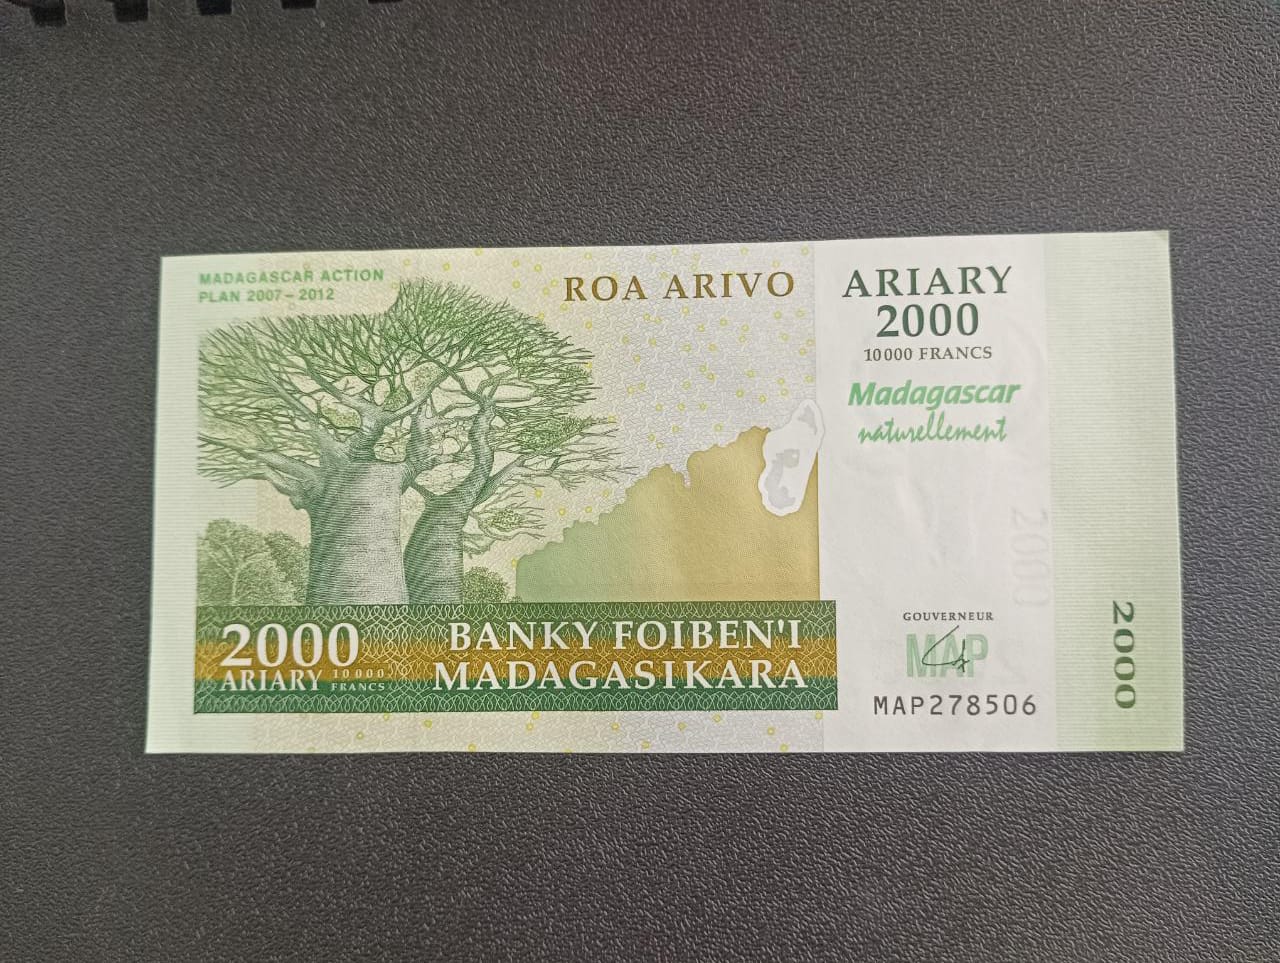 MADAGASCAR ACTION
PLAN 2007–2012
ROA ARIVO
ARIARY
2000
10000 FRANCS
Madagascar
naturellement
2000
ARIARY 10000
FRANCS
BANKY FOIBEN'I
MADAGASIKARA
2000
GOUVERNEUR
MAP
MAP278506
2000